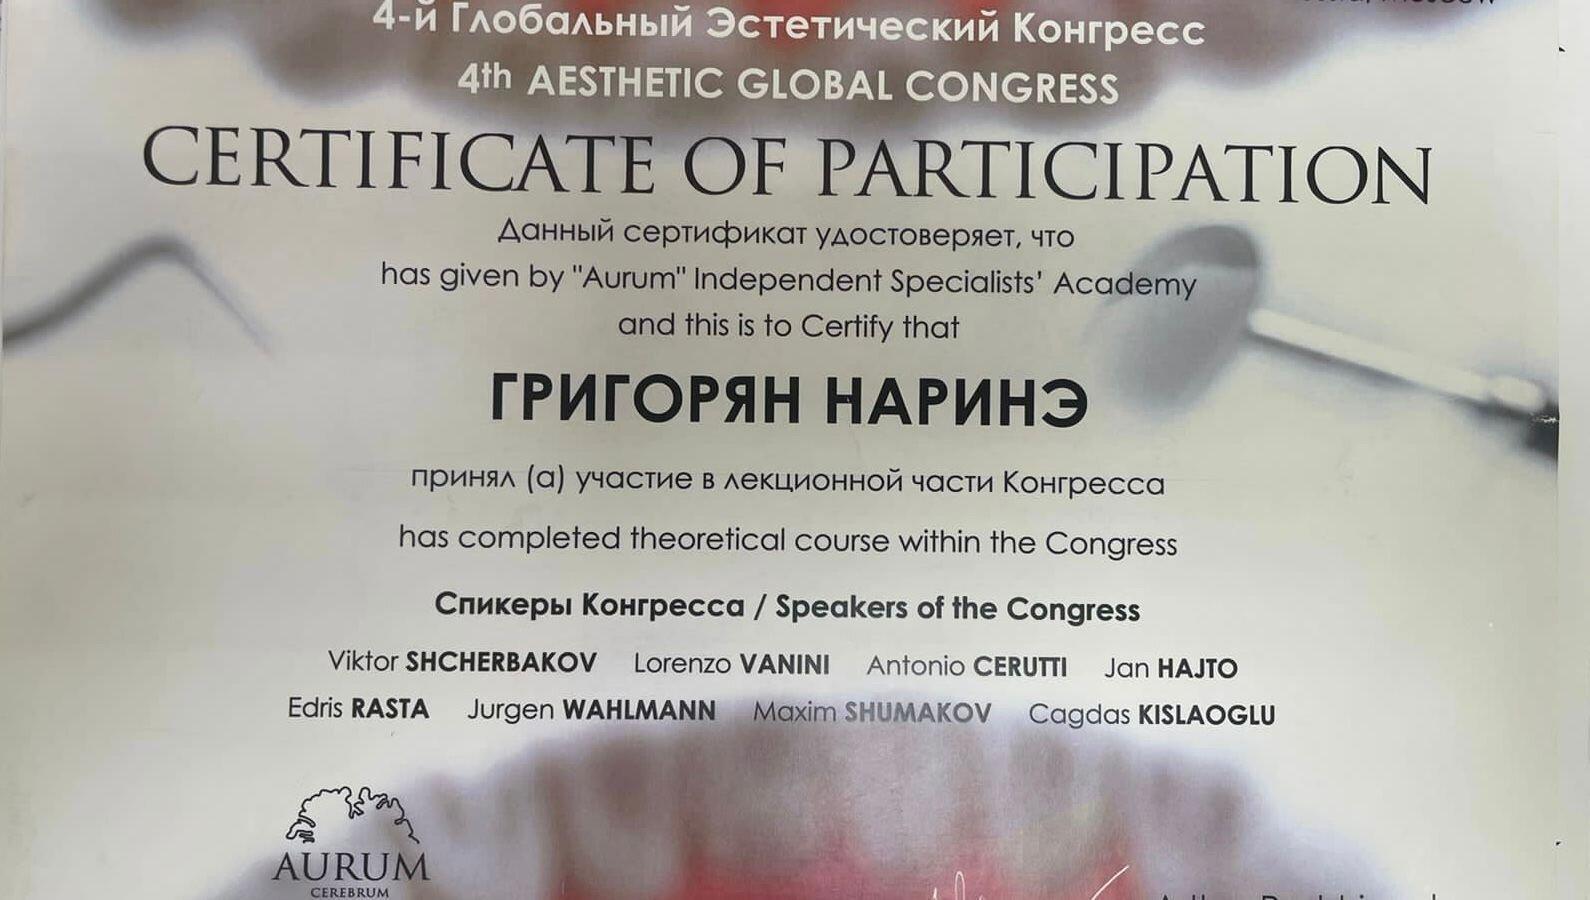 4-й Глобальный Эстетический Конгресс
4th AESTHETIC GLOBAL CONGRESS
CERTIFICATE OF PARTICIPATION
Данный сертификат удостоверяет, что
has given by "Aurum" Independent Specialists’ Academy
and this is to Certify that
ГРИГОРЯН НАРИНЭ
принял (а) участие в лекционной части Конгресса
has completed theoretical course within the Congress
Спикеры Конгресса / Speakers of the Congress
Viktor SHCHERBAKOV Lorenzo VANINI Antonio CERUTTI Jan HAJTO
Edris RASTA Jurgen WAHLMANN Maxim SHUMAKOV Cagdas KISLAOGLU
AURUM
CEREBRUM